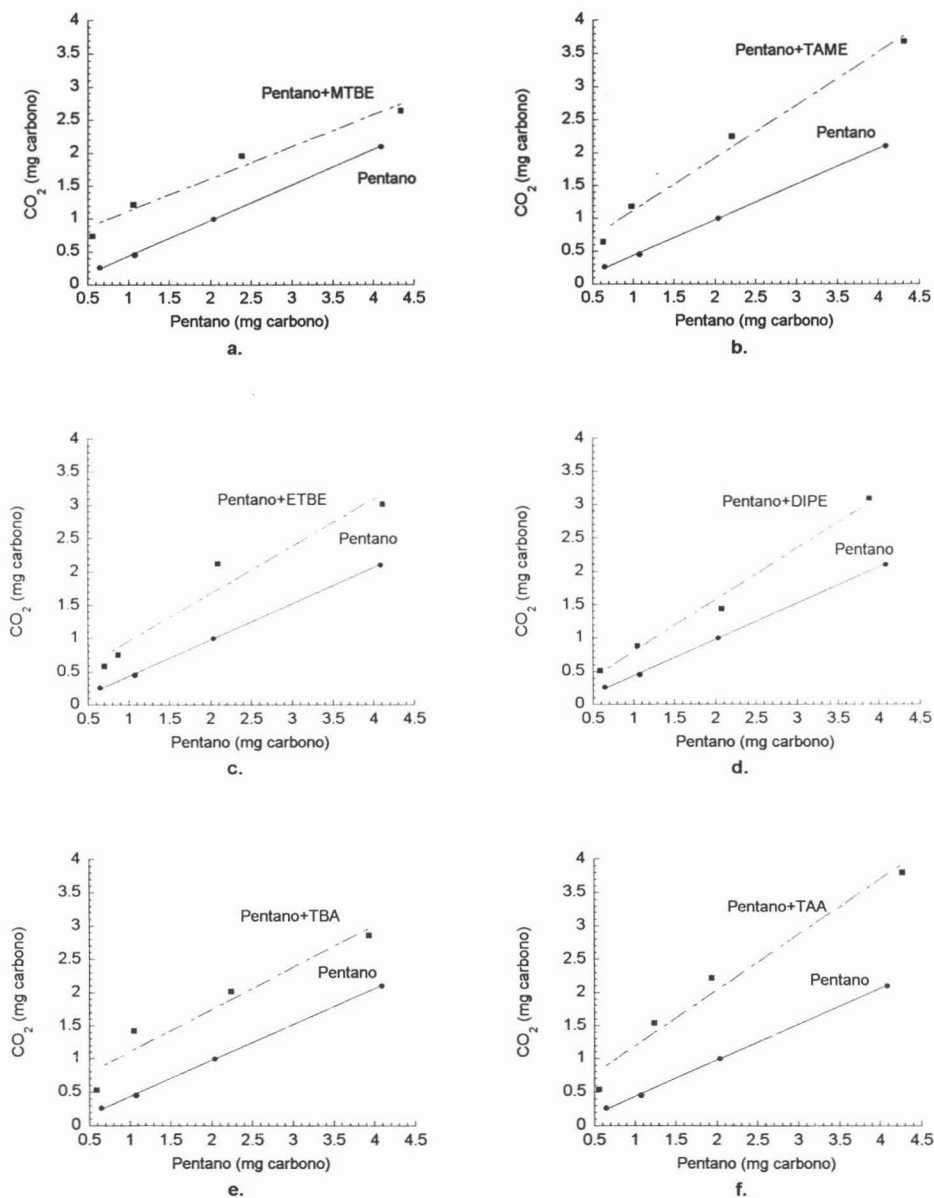 4
3.5
3
2.5
2
1.5
1
0.5
0
CO2 (mg carbono)
Pentano+MTBE
Pentano
0.5 1 1.5 2 2.5 3 3.5 4 4.5
Pentano (mg carbono)
a.
4
3.5
3
2.5
2
1.5
1
0.5
0
CO2 (mg carbono)
Pentano+TAME
Pentano
0.5 1 1.5 2 2.5 3 3.5 4 4.5
Pentano (mg carbono)
b.
4
3.5
3
2.5
2
1.5
1
0.5
0
CO2 (mg carbono)
Pentano+ETBE
Pentano
0.5 1 1.5 2 2.5 3 3.5 4 4.5
Pentano (mg carbono)
c.
4
3.5
3
2.5
2
1.5
1
0.5
0
CO2 (mg carbono)
Pentano+DIPE
Pentano
0.5 1 1.5 2 2.5 3 3.5 4 4.5
Pentano (mg carbono)
d.
4
3.5
3
2.5
2
1.5
1
0.5
0
CO2 (mg carbono)
Pentano+TBA
Pentano
0.5 1 1.5 2 2.5 3 3.5 4 4.5
Pentano (mg carbono)
e.
4
3.5
3
2.5
2
1.5
1
0.5
0
CO2 (mg carbono)
Pentano+TAA
Pentano
0.5 1 1.5 2 2.5 3 3.5 4 4.5
Pentano (mg carbono)
f.